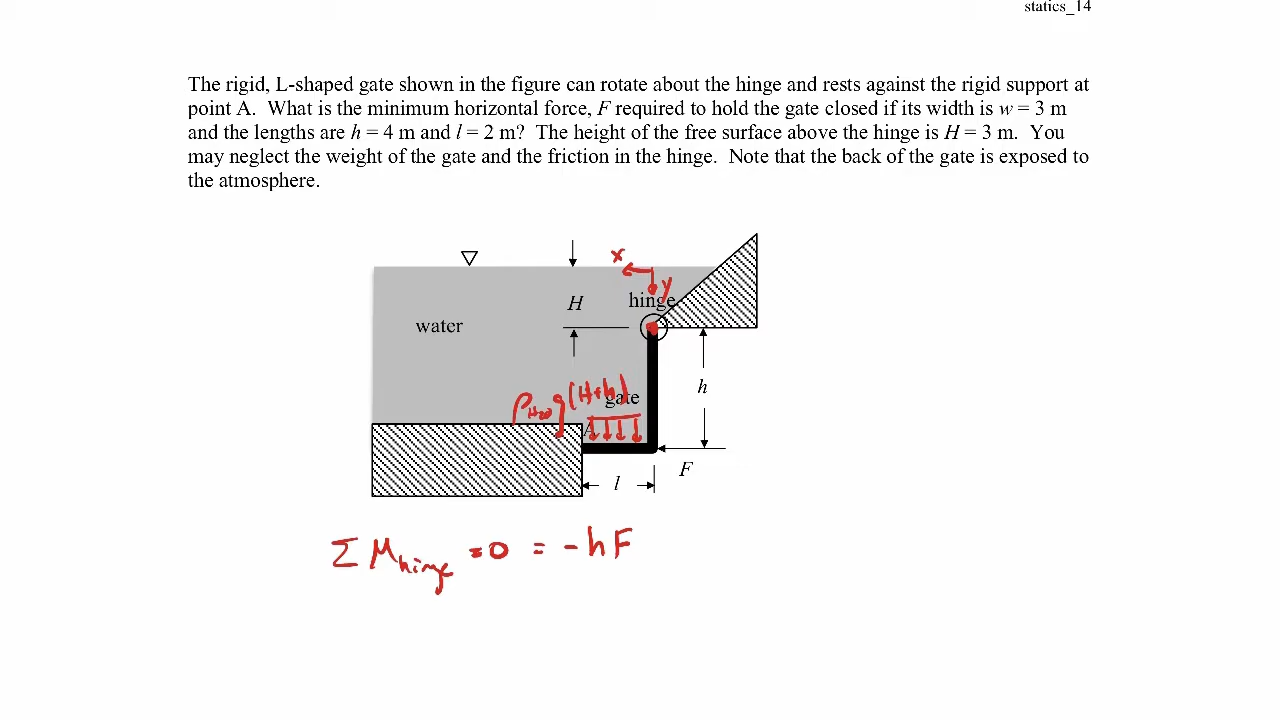 statics_14
The rigid, L-shaped gate shown in the figure can rotate about the hinge and rests against the rigid support at
point A.  What is the minimum horizontal force, F required to hold the gate closed if its width is w = 3 m
and the lengths are h = 4 m and l = 2 m?  The height of the free surface above the hinge is H = 3 m.  You
may neglect the weight of the gate and the friction in the hinge.  Note that the back of the gate is exposed to
the atmosphere.
x
y
H
hinge
water
h
ρH₂0 g(H+h)
gate
A
F
l
ΣMhinge = 0 = -hF